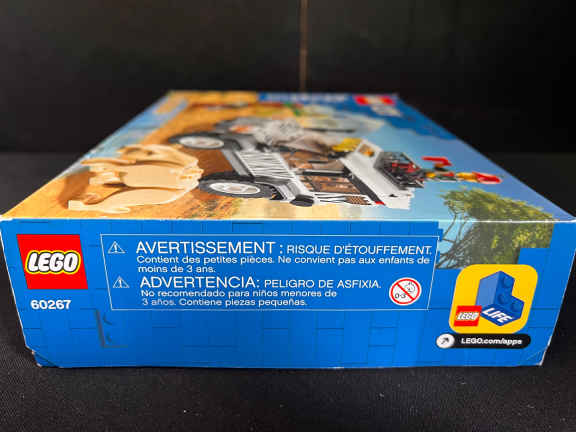 LEGO
60267
AVERTISSEMENT : RISQUE D'ÉTOUFFEMENT.
Contient des petites pièces. Ne convient pas aux enfants de
moins de 3 ans.
ADVERTENCIA: PELIGRO DE ASFIXIA.
No recomendado para niños menores de
3 años. Contiene piezas pequeñas.
0-3
LEGO
LIFE
LEGO.com/apps